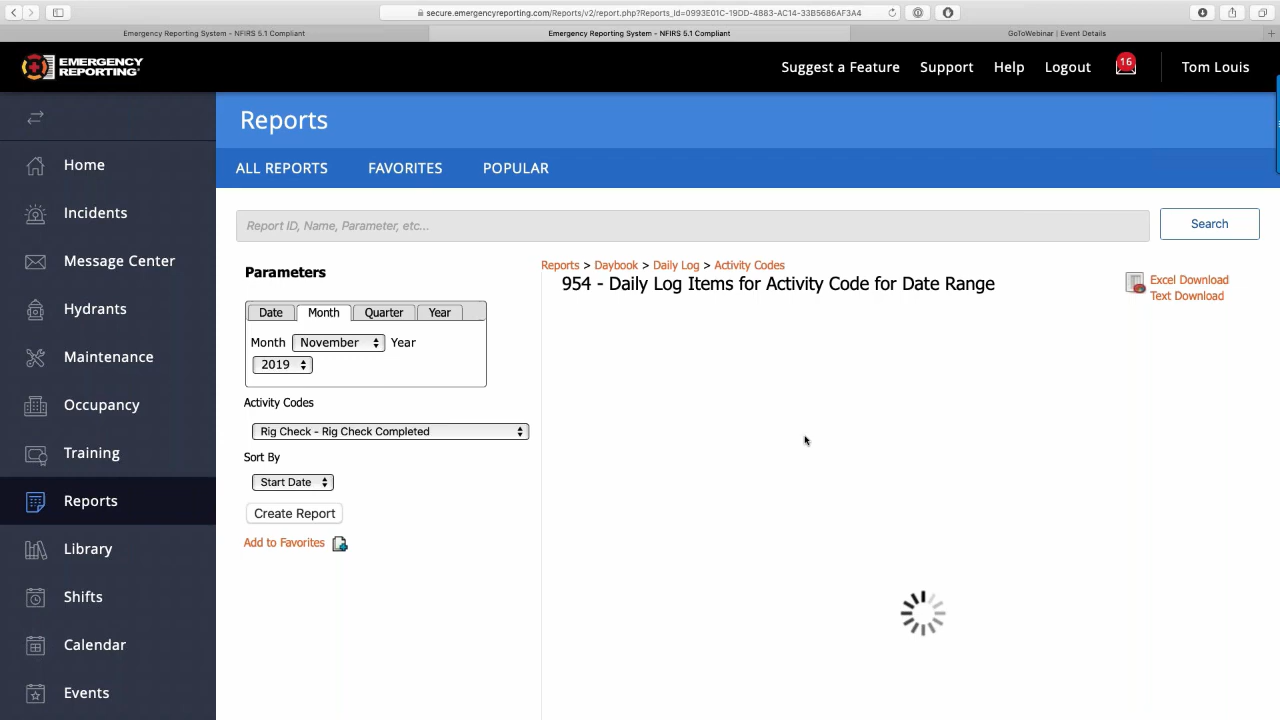 secure.emergencyreporting.com/Reports/v2/report.php?Reports_Id=0993E01C-19DD-4883-AC14-33B5686AF3A4
Emergency Reporting System - NFIRS 5.1 Compliant
Emergency Reporting System - NFIRS 5.1 Compliant
GoToWebinar | Event Details
EMERGENCY
REPORTING
Suggest a Feature
Support
Help
Logout
16
Tom Louis
Home
Incidents
Message Center
Hydrants
Maintenance
Occupancy
Training
Reports
Library
Shifts
Calendar
Events
Reports
ALL REPORTS
FAVORITES
POPULAR
Report ID, Name, Parameter, etc...
Search
Parameters
Date
Month
Quarter
Year
Month November Year
2019
Activity Codes
Rig Check - Rig Check Completed
Sort By
Start Date
Create Report
Add to Favorites
Reports > Daybook > Daily Log > Activity Codes
954 - Daily Log Items for Activity Code for Date Range
Excel Download
Text Download